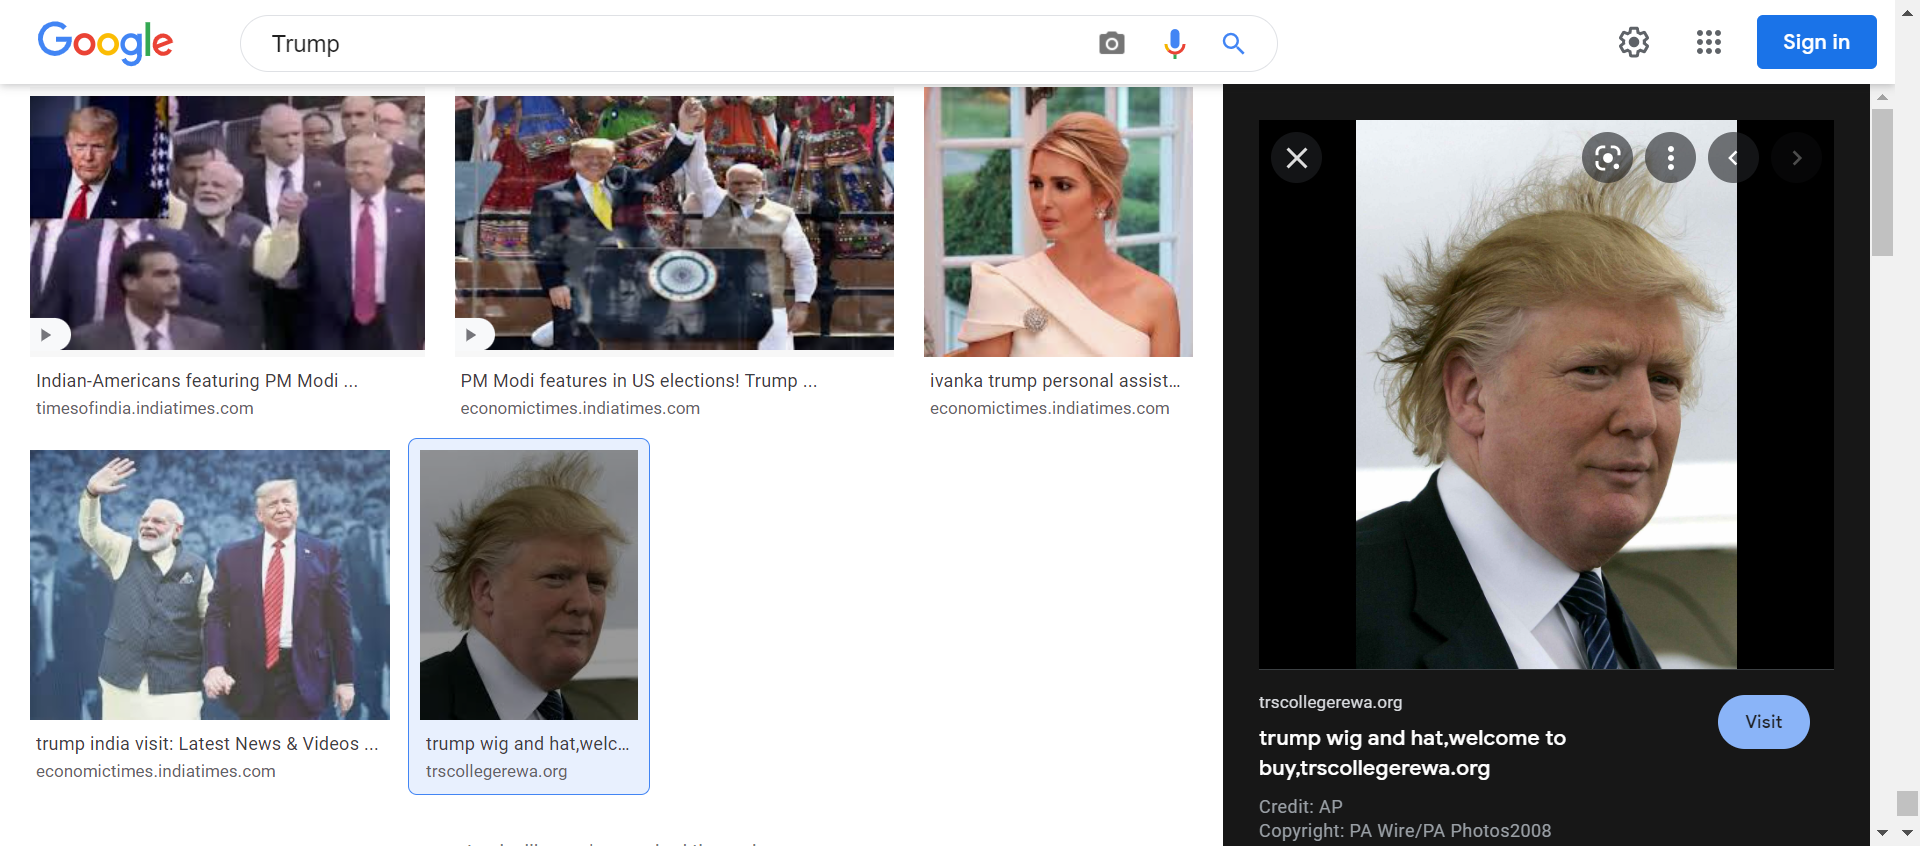 Google
Trump
Sign in
Indian-Americans featuring PM Modi ...
timesofindia.indiatimes.com
PM Modi features in US elections! Trump ...
economictimes.indiatimes.com
ivanka trump personal assist...
economictimes.indiatimes.com
trump india visit: Latest News & Videos ...
economictimes.indiatimes.com
trump wig and hat,welc...
trscollegerewa.org
trscollegerewa.org
Visit
trump wig and hat,welcome to
buy,trscollegerewa.org
Credit: AP
Copyright: PA Wire/PA Photos2008